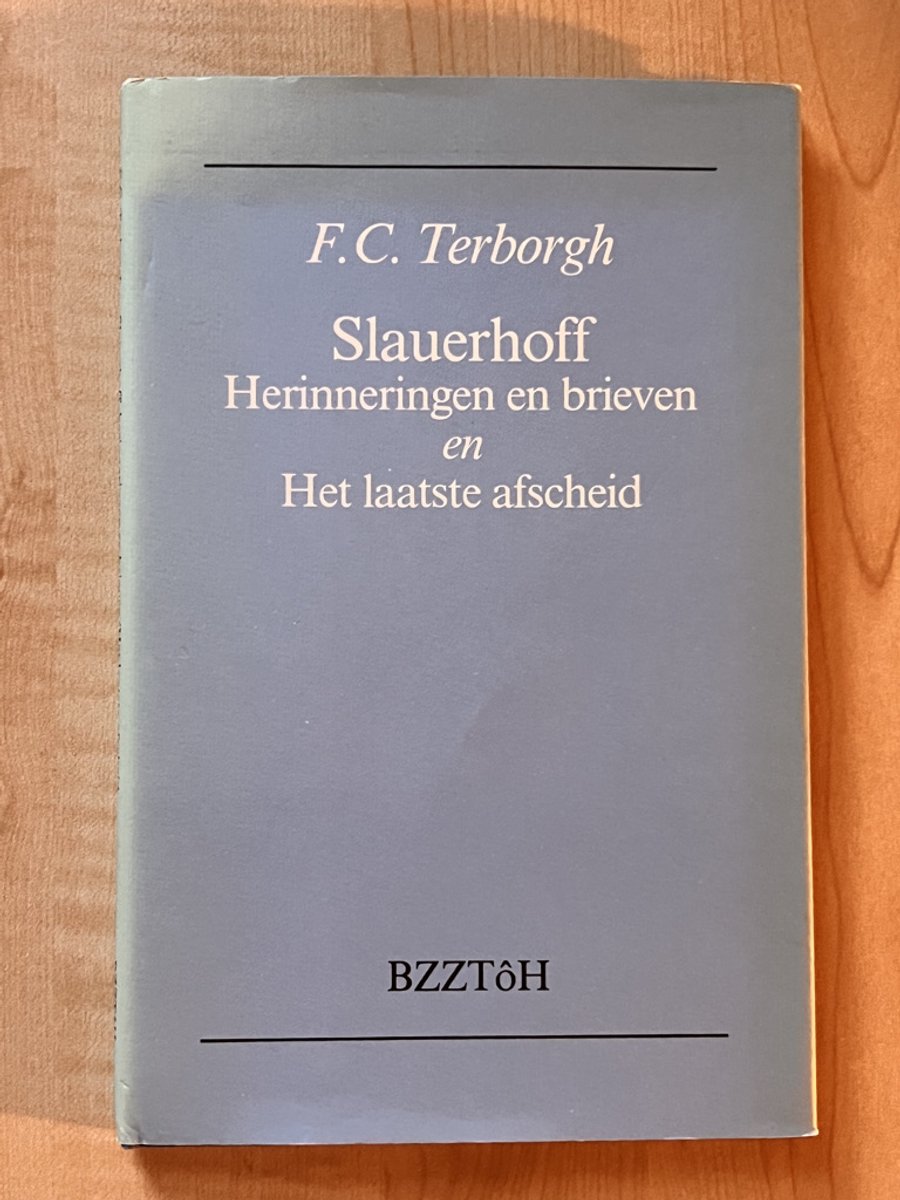 F.C. Terborgh
Slauerhoff
Herinneringen en brieven
en
Het laatste afscheid
BZZTôH